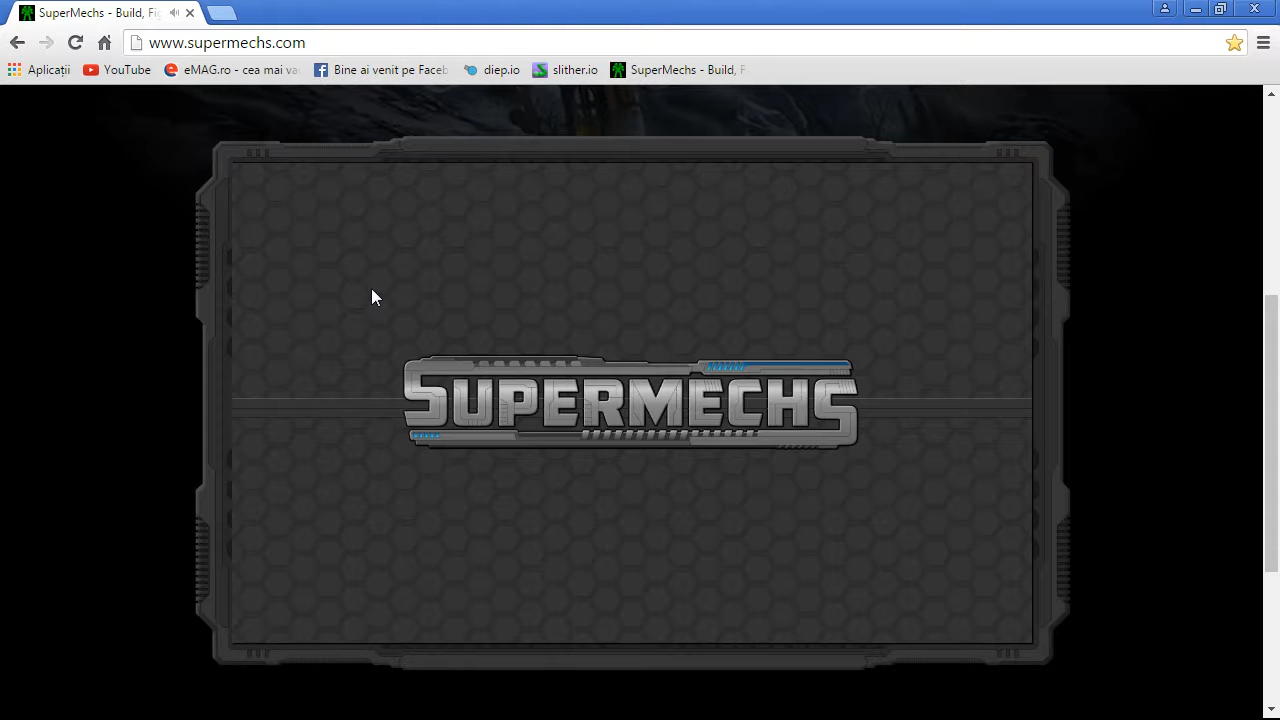 SuperMechs - Build, Fig
www.supermechs.com
Aplicații YouTube eMAG.ro - cea mai va Bine ai venit pe Faceb diep.io slither.io SuperMechs - Build, F
SUPERMECHS